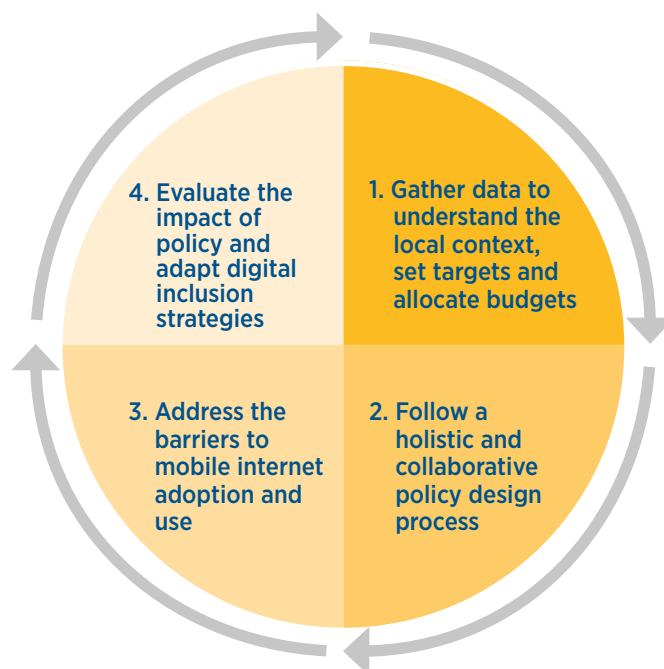 1. Gather data to
understand the
local context,
set targets and
allocate budgets
2. Follow a
holistic and
collaborative
policy design
process
3. Address the
barriers to
mobile internet
adoption and
use
4. Evaluate the
impact of
policy and
adapt digital
inclusion
strategies